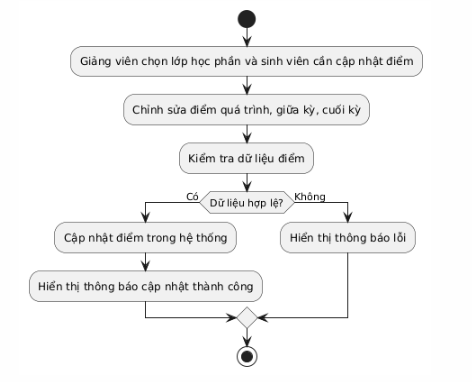 Giảng viên chọn lớp học phần và sinh viên cần cập nhật điểm
Chỉnh sửa điểm quá trình, giữa kỳ, cuối kỳ
Kiểm tra dữ liệu điểm
Có
Dữ liệu hợp lệ?
Không
Cập nhật điểm trong hệ thống
Hiển thị thông báo lỗi
Hiển thị thông báo cập nhật thành công